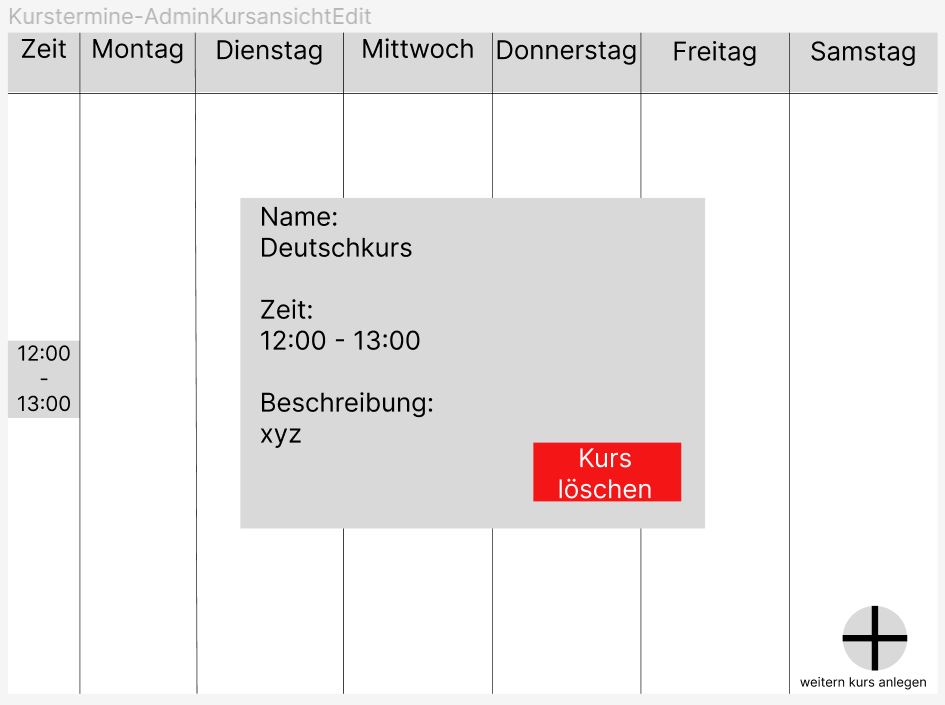 Kurstermine-AdminKursansichtEdit
Zeit Montag Dienstag Mittwoch Donnerstag Freitag Samstag
Name:
Deutschkurs
Zeit:
12:00 - 13:00
Beschreibung:
xyz
12:00
-
13:00
Kurs
löschen
weitern kurs anlegen